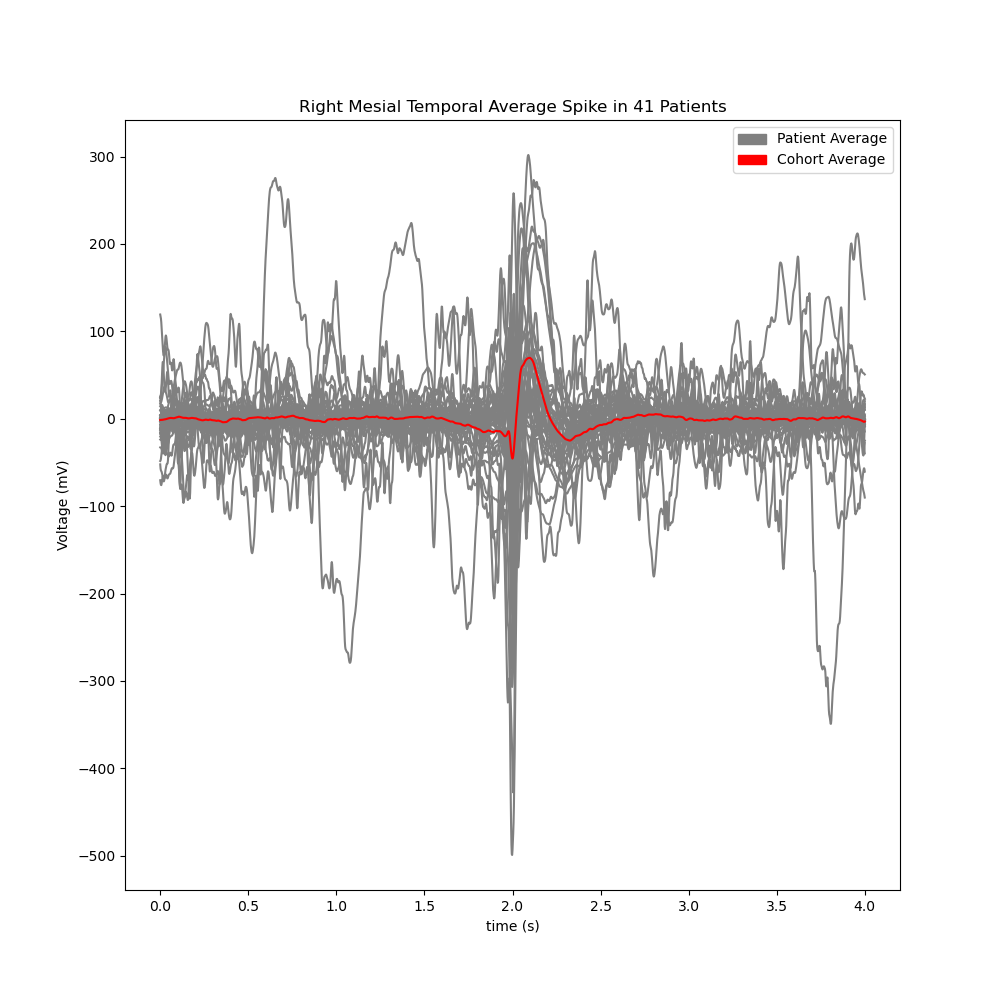 Right Mesial Temporal Average Spike in 41 Patients
Patient Average
Cohort Average
300
200
100
0
−100
−200
−300
−400
−500
Voltage (mV)
0.0 0.5 1.0 1.5 2.0 2.5 3.0 3.5 4.0
time (s)